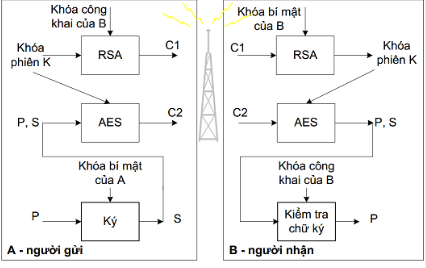 Khóa công
khai của B
Khóa
phiên K
RSA
C1
AES
C2
P, S
Khóa bí mật
của A
P
Ký
S
A - người gửi
Khóa bí mật
của B
C1
RSA
Khóa
phiên K
C2
AES
P, S
Khóa công
khai của B
Kiểm tra
chữ ký
P
B - người nhận